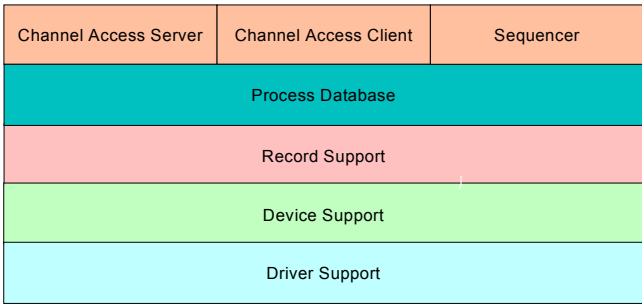 Channel Access Server Channel Access Client Sequencer
Process Database
Record Support
Device Support
Driver Support